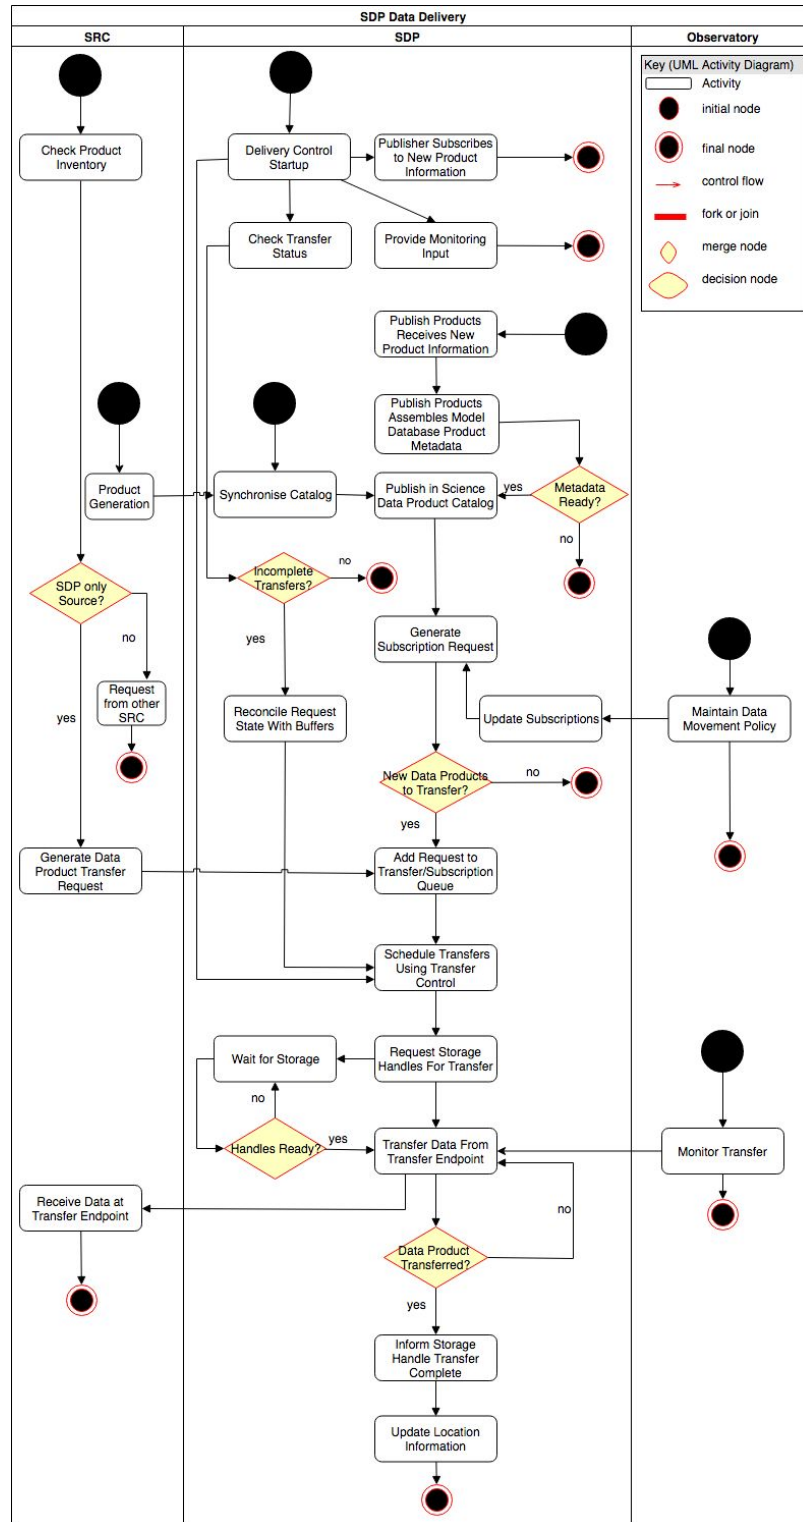 SDP Data Delivery
SRC
SDP
Observatory
Key (UML Activity Diagram)
Activity
initial node
final node
control flow
fork or join
merge node
decision node
Check Product
Inventory
Delivery Control
Startup
Publisher Subscribes
to New Product
Information
Check Transfer
Status
Provide Monitoring
Input
Publish Products
Receives New
Product Information
Publish Products
Assembles Model
Database Product
Metadata
Product
Generation
Synchronise Catalog
Publish in Science
Data Product Catalog
yes
Metadata
Ready?
no
SDP only
Source?
no
yes
Incomplete
Transfers?
no
yes
Generate
Subscription Request
Request
from other
SRC
Reconcile Request
State With Buffers
Update Subscriptions
Maintain Data
Movement Policy
New Data Products
to Transfer?
no
yes
Generate Data
Product Transfer
Request
Add Request to
Transfer/Subscription
Queue
Schedule Transfers
Using Transfer
Control
Wait for Storage
Request Storage
Handles For Transfer
no
Handles Ready?
yes
Transfer Data From
Transfer Endpoint
Monitor Transfer
Receive Data at
Transfer Endpoint
no
Data Product
Transferred?
yes
Inform Storage
Handle Transfer
Complete
Update Location
Information